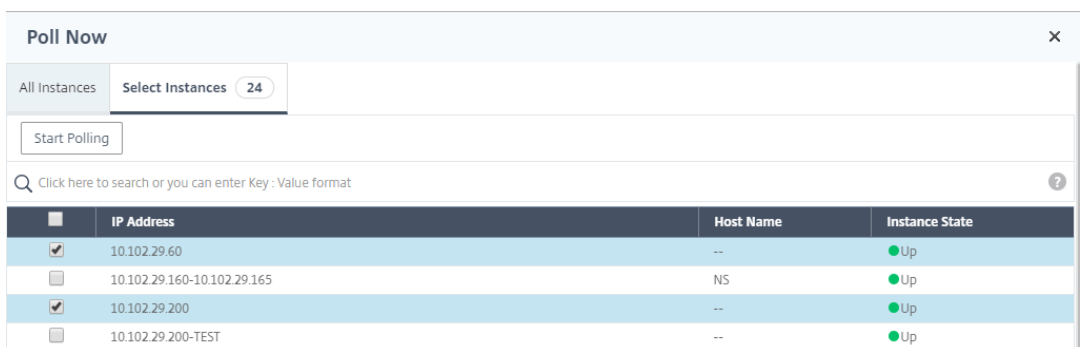 Poll Now ×
All Instances Select Instances 24
Start Polling
Click here to search or you can enter Key : Value format ?
IP Address Host Name Instance State
10.102.29.60 -- Up
10.102.29.160-10.102.29.165 NS Up
10.102.29.200 -- Up
10.102.29.200-TEST -- Up